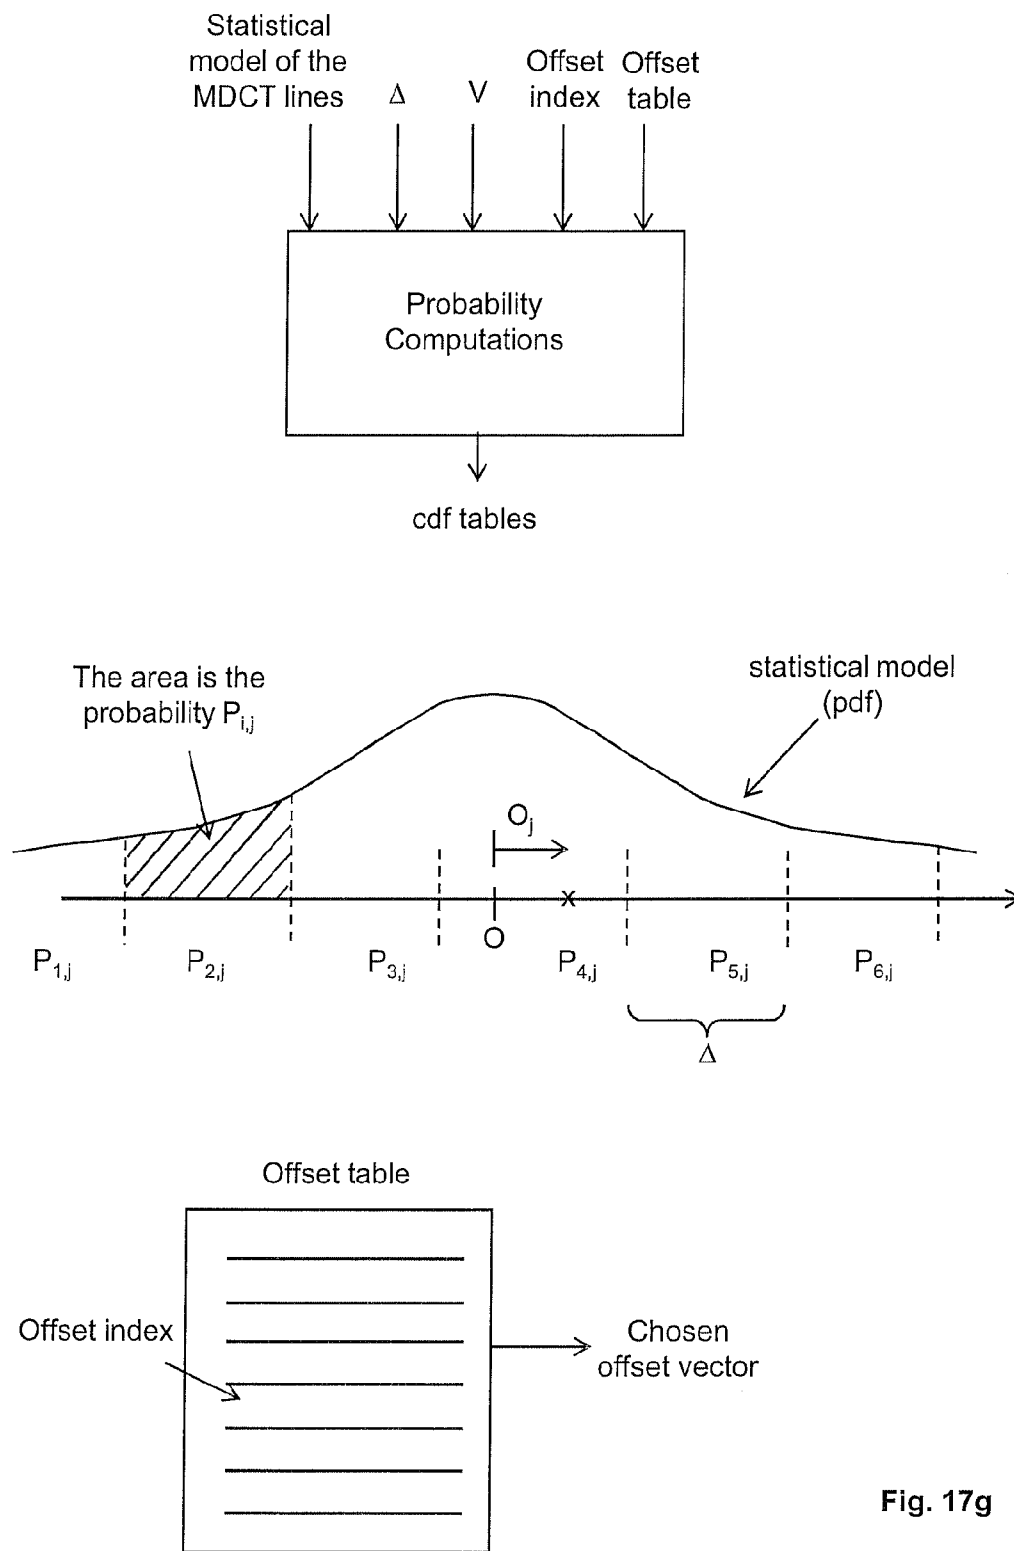 Statistical
model of the
MDCT lines
Δ
V
Offset
index
Offset
table
Probability
Computations
cdf tables
The area is the
probability P_{i,j}
statistical model
(pdf)
O_j
x
O
P_{1,j}
P_{2,j}
P_{3,j}
P_{4,j}
P_{5,j}
P_{6,j}
Δ
Offset table
Offset index
Chosen
offset vector
Fig. 17g